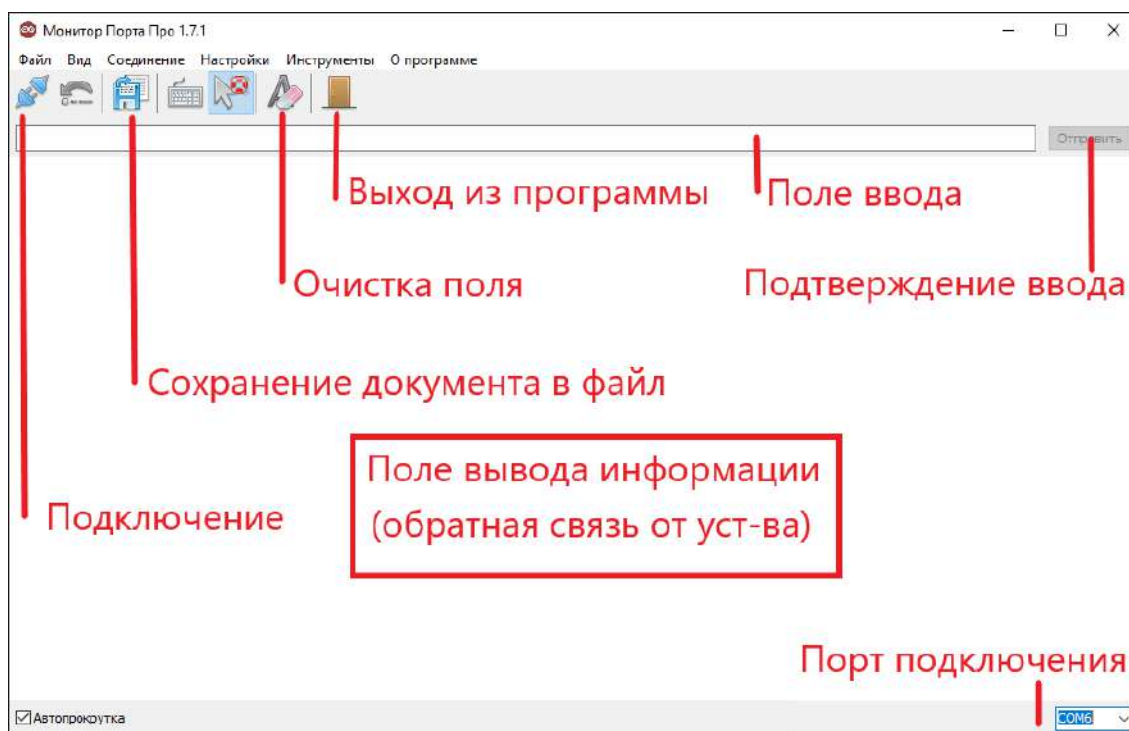 Монитор Порта Про 1.7.1
Файл Вид Соединение Настройки Инструменты О программе
Отправить
Выход из программы
Поле ввода
Очистка поля
Подтверждение ввода
Сохранение документа в файл
Поле вывода информации
(обратная связь от уст-ва)
Подключение
Порт подключения
Автопрокрутка
COM6